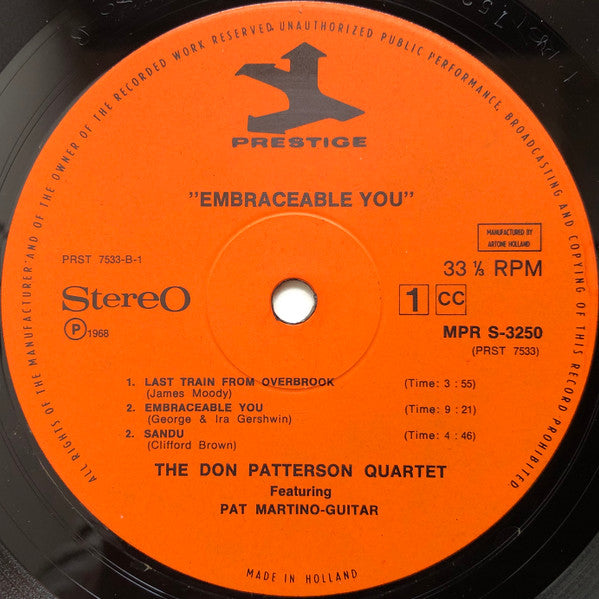 ALL RIGHTS OF THE MANUFACTURER AND OF THE OWNER OF THE RECORDED WORK RESERVED. UNAUTHORIZED PUBLIC PERFORMANCE, BROADCASTING AND COPYING OF THIS RECORD PROHIBITED
PRESTIGE
"EMBRACEABLE YOU"
MANUFACTURED BY
ARTONE HOLLAND
PRST 7533-B-1
33 ⅓ RPM
StereO
1 CC
P 1968
MPR S-3250
(PRST 7533)
1. LAST TRAIN FROM OVERBROOK (Time: 3 : 55)
(James Moody)
2. EMBRACEABLE YOU (Time: 9 : 21)
(George & Ira Gershwin)
2. SANDU (Time: 4 : 46)
(Clifford Brown)
THE DON PATTERSON QUARTET
Featuring
PAT MARTINO-GUITAR
MADE IN HOLLAND